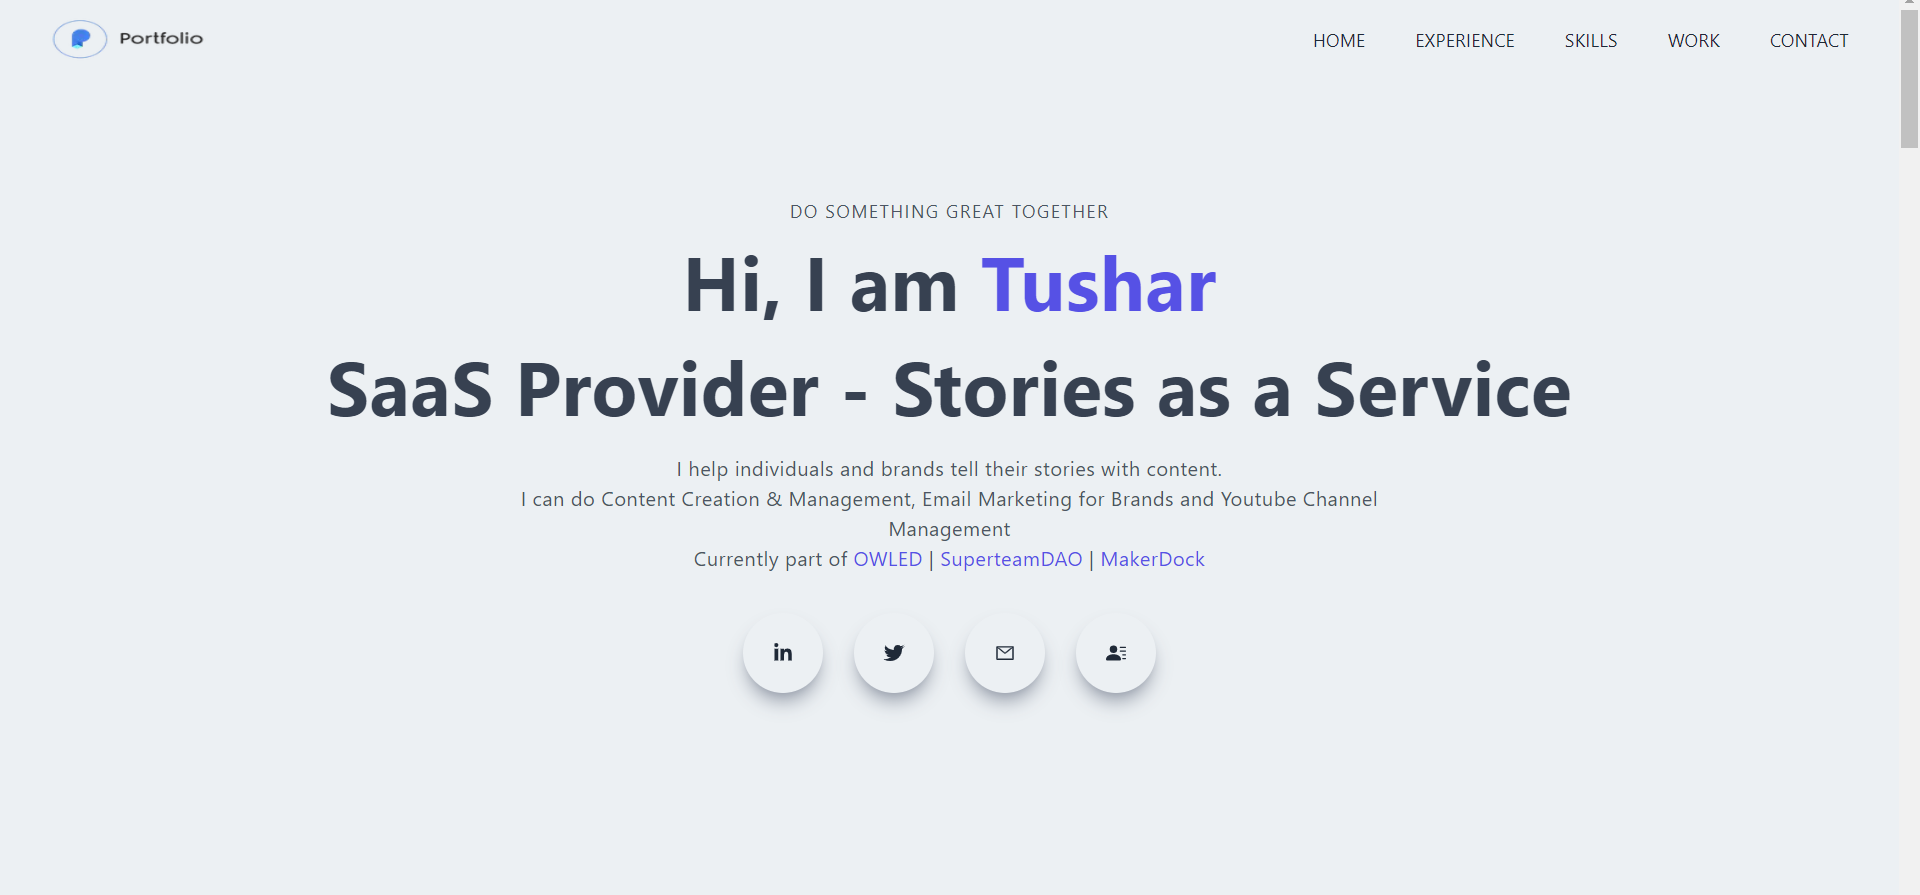 Portfolio
HOME EXPERIENCE SKILLS WORK CONTACT
DO SOMETHING GREAT TOGETHER
Hi, I am Tushar
SaaS Provider - Stories as a Service
I help individuals and brands tell their stories with content.
I can do Content Creation & Management, Email Marketing for Brands and Youtube Channel
Management
Currently part of OWLED | SuperteamDAO | MakerDock
in